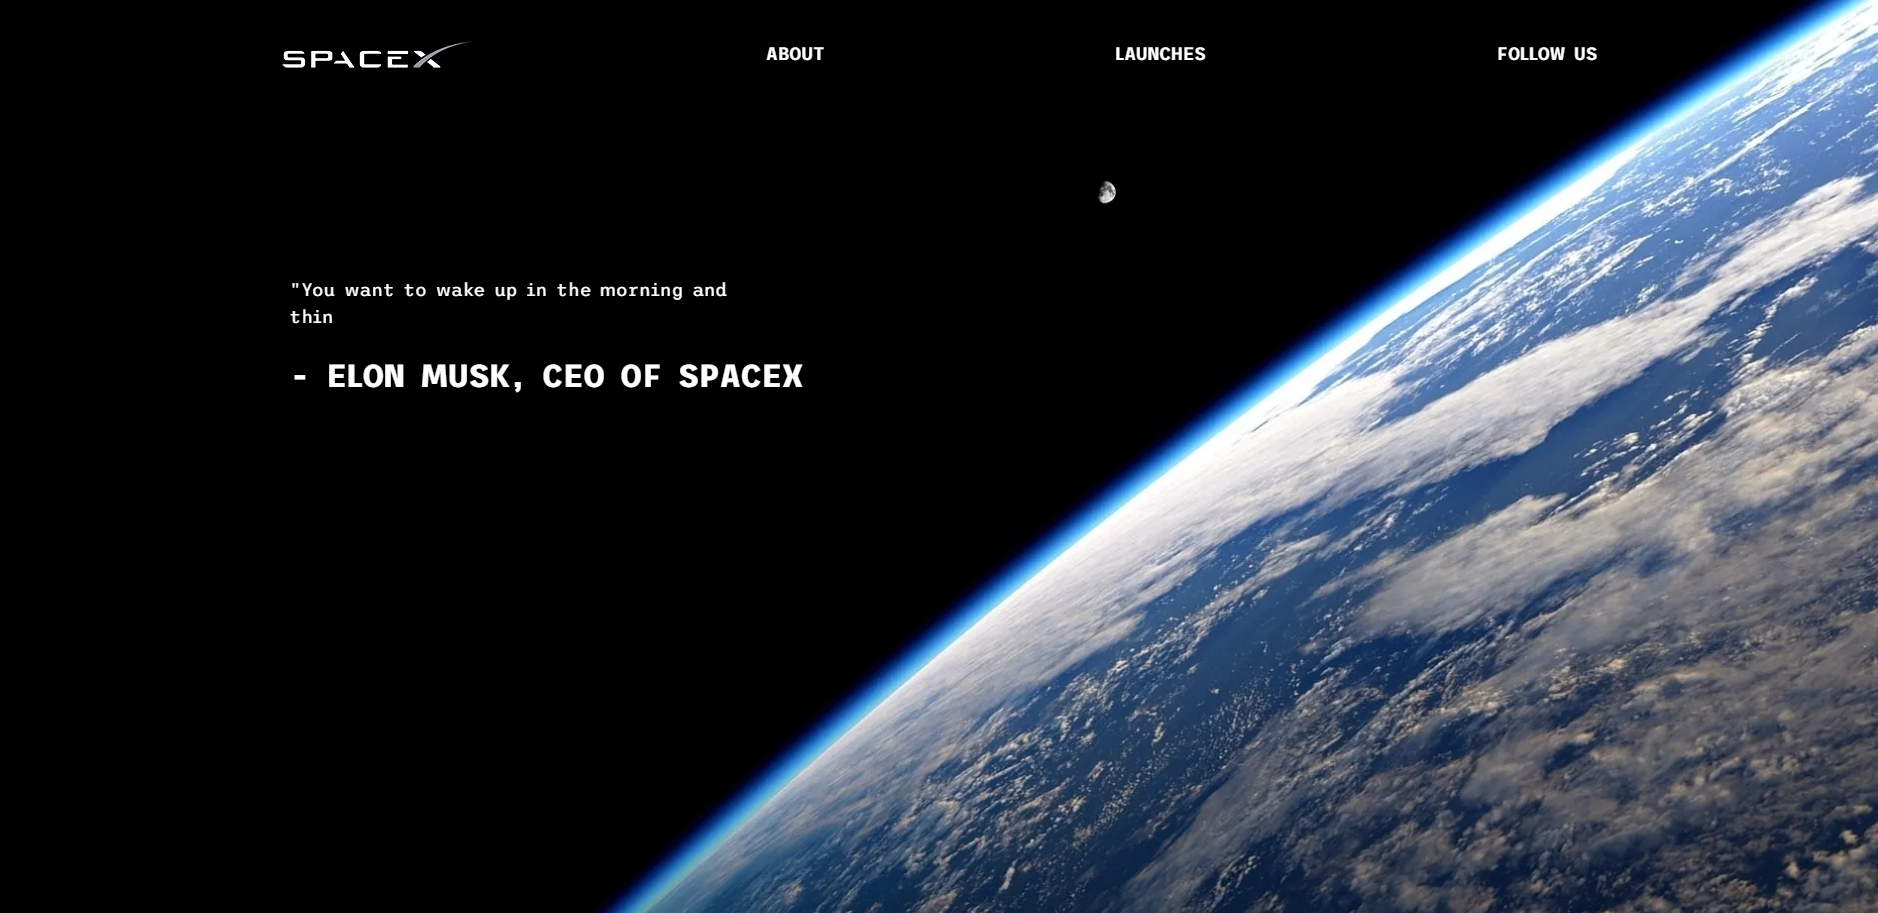 SPACEX
ABOUT
LAUNCHES
FOLLOW US
"You want to wake up in the morning and
thin
- ELON MUSK, CEO OF SPACEX